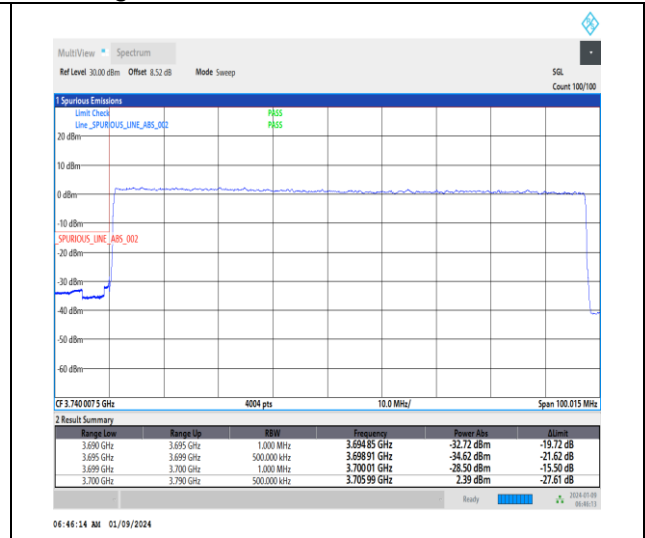 MultiView Spectrum
Ref Level 30.00 dBm Offset 8.52 dB Mode Sweep SGL
Count 100/100
1 Spurious Emissions
Limit Check PASS
Line _SPURIOUS_LINE_ABS_002 PASS
20 dBm
10 dBm
0 dBm
-10 dBm
_SPURIOUS_LINE_ABS_002
-20 dBm
-30 dBm
-40 dBm
-50 dBm
-60 dBm
CF 3.740 007 5 GHz 4004 pts 10.0 MHz/ Span 100.015 MHz
2 Result Summary
Range Low Range Up RBW Frequency Power Abs ΔLimit
3.690 GHz 3.695 GHz 1.000 MHz 3.694 85 GHz -32.72 dBm -19.72 dB
3.695 GHz 3.699 GHz 500.000 kHz 3.698 91 GHz -34.62 dBm -21.62 dB
3.699 GHz 3.700 GHz 1.000 MHz 3.700 01 GHz -28.50 dBm -15.50 dB
3.700 GHz 3.790 GHz 500.000 kHz 3.705 99 GHz 2.39 dBm -27.61 dB
Ready 2024-01-09
06:46:13
06:46:14 AM 01/09/2024